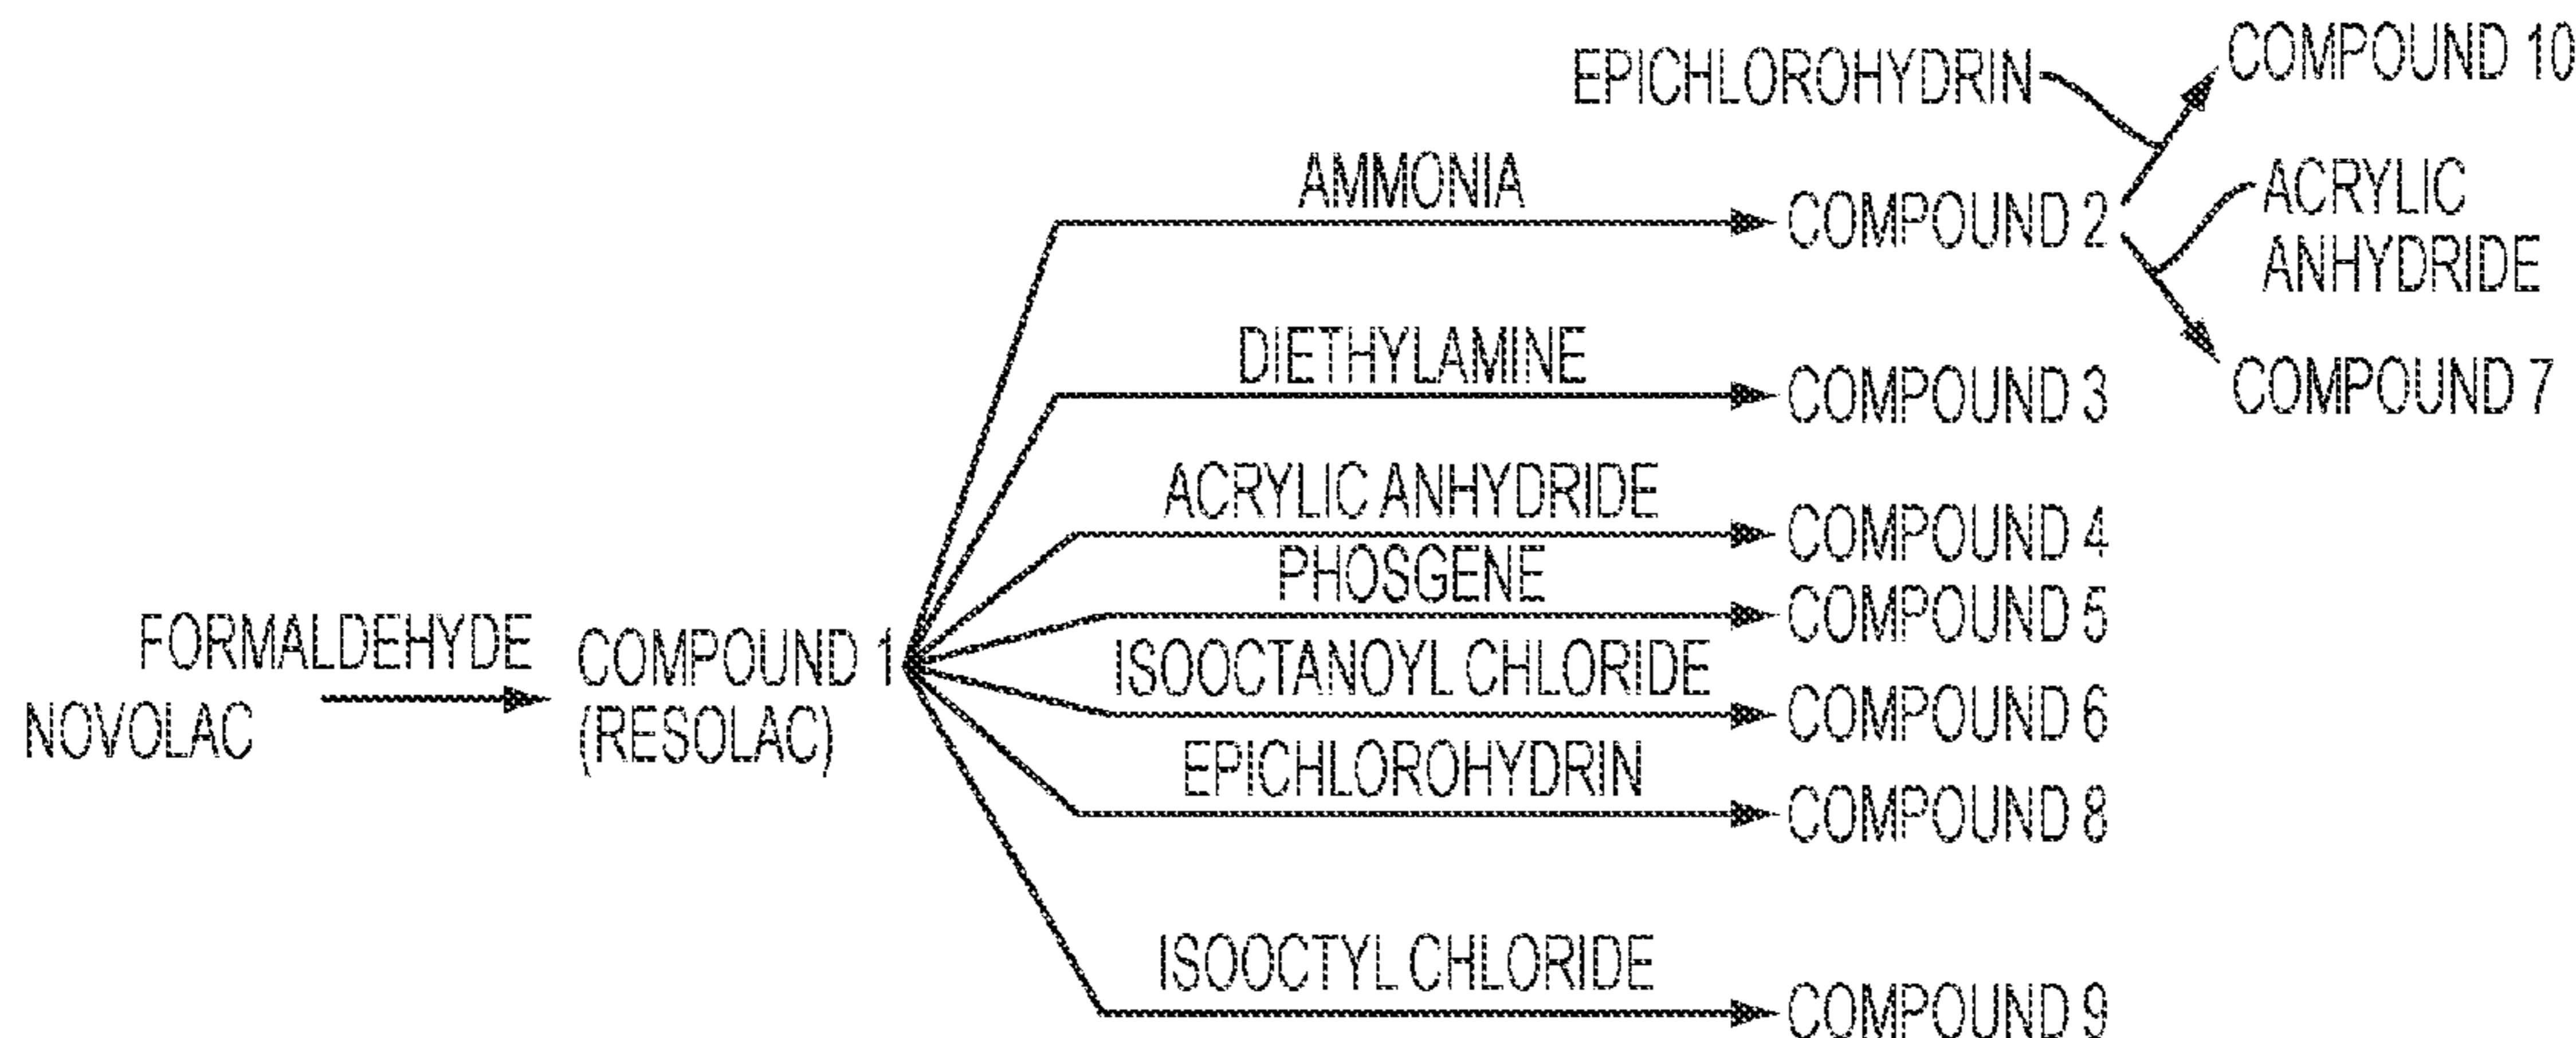 EPICHLOROHYDRIN
COMPOUND 10
AMMONIA
COMPOUND 2
ACRYLIC
ANHYDRIDE
DIETHYLAMINE
COMPOUND 3
COMPOUND 7
ACRYLIC ANHYDRIDE
COMPOUND 4
PHOSGENE
COMPOUND 5
FORMALDEHYDE
NOVOLAC
COMPOUND 1
(RESOLAC)
ISOOCTANOYL CHLORIDE
COMPOUND 6
EPICHLOROHYDRIN
COMPOUND 8
ISOOCTYL CHLORIDE
COMPOUND 9